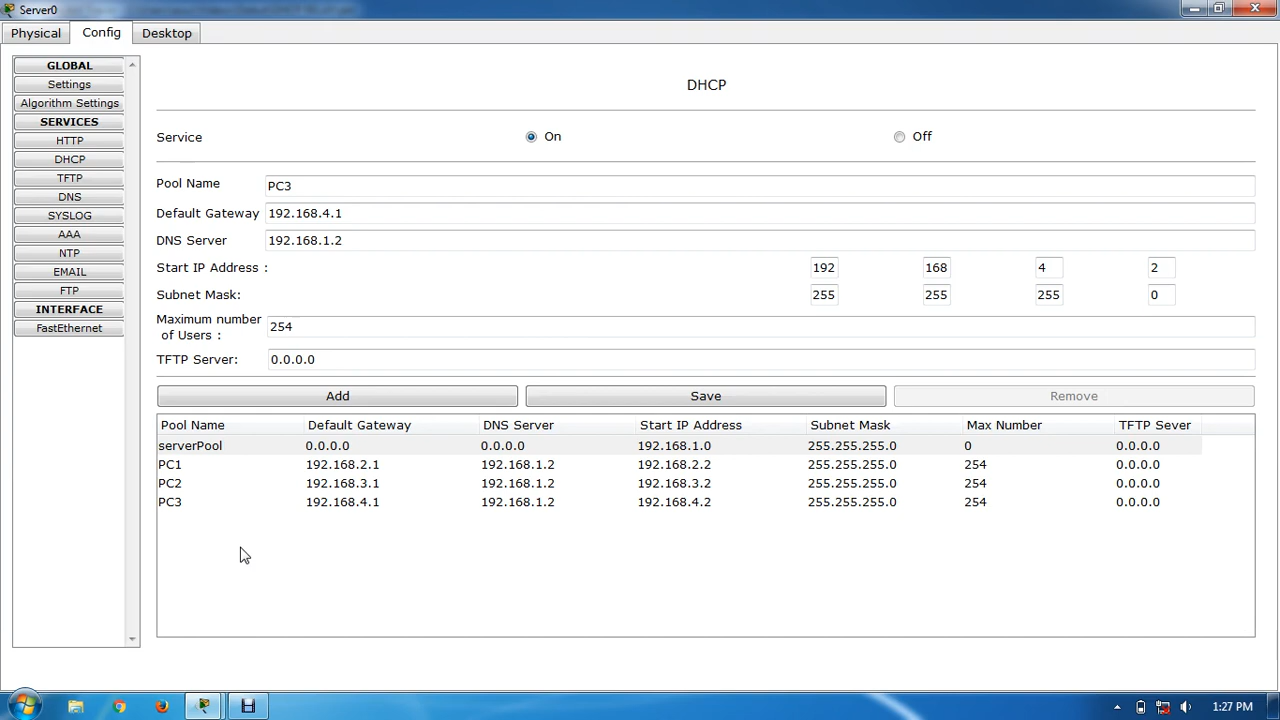 Server0
Physical Config Desktop
GLOBAL
Settings
Algorithm Settings
SERVICES
HTTP
DHCP
TFTP
DNS
SYSLOG
AAA
NTP
EMAIL
FTP
INTERFACE
FastEthernet
DHCP
Service On Off
Pool Name PC3
Default Gateway 192.168.4.1
DNS Server 192.168.1.2
Start IP Address : 192 168 4 2
Subnet Mask: 255 255 255 0
Maximum number
of Users : 254
TFTP Server: 0.0.0.0
Add Save Remove
Pool Name Default Gateway DNS Server Start IP Address Subnet Mask Max Number TFTP Sever
serverPool 0.0.0.0 0.0.0.0 192.168.1.0 255.255.255.0 0 0.0.0.0
PC1 192.168.2.1 192.168.1.2 192.168.2.2 255.255.255.0 254 0.0.0.0
PC2 192.168.3.1 192.168.1.2 192.168.3.2 255.255.255.0 254 0.0.0.0
PC3 192.168.4.1 192.168.1.2 192.168.4.2 255.255.255.0 254 0.0.0.0
1:27 PM